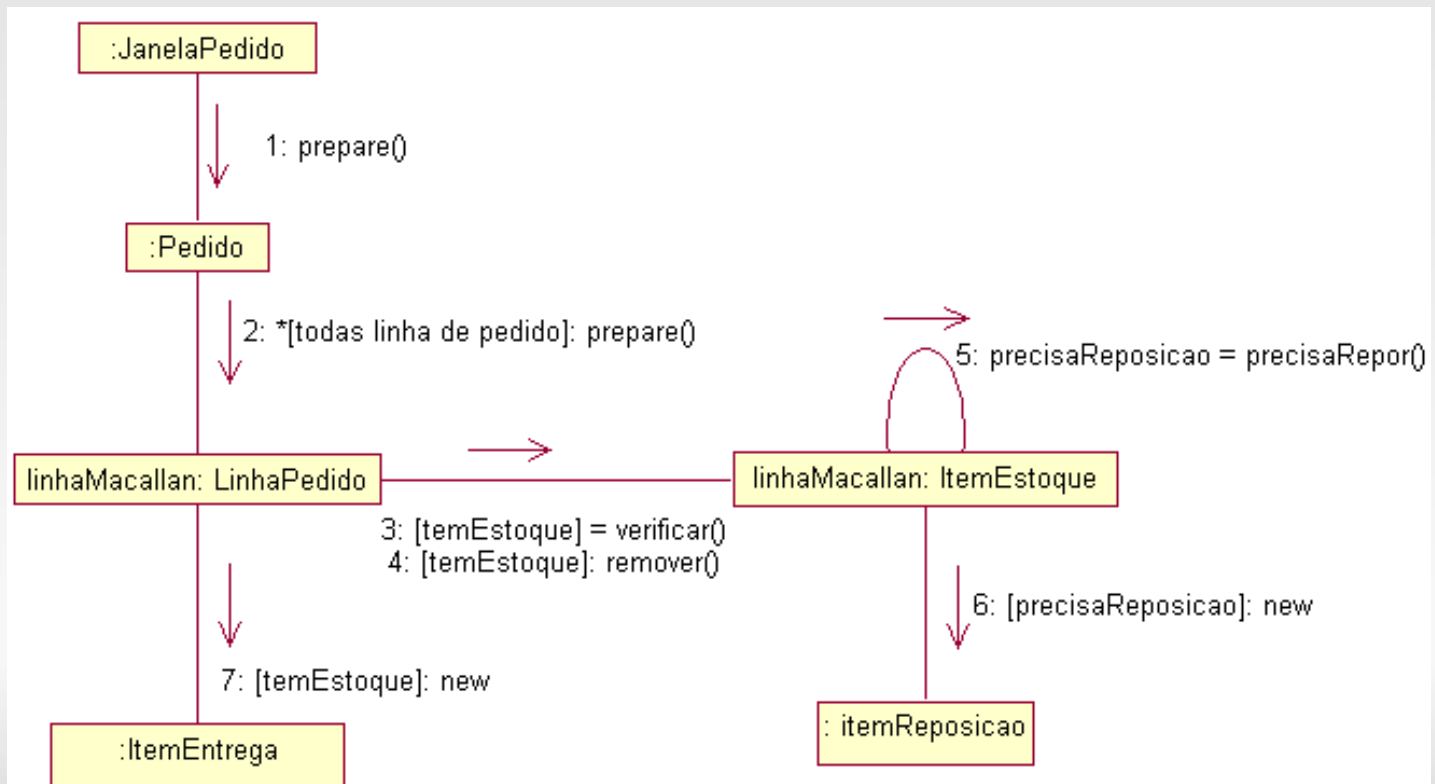 :JanelaPedido
1: prepare()
:Pedido
2: *[todas linha de pedido]: prepare()
5: precisaReposicao = precisaRepor()
linhaMacallan: LinhaPedido
linhaMacallan: ItemEstoque
3: [temEstoque] = verificar()
4: [temEstoque]: remover()
6: [precisaReposicao]: new
7: [temEstoque]: new
: itemReposicao
:ItemEntrega